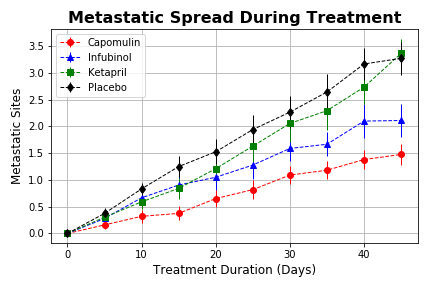 Metastatic Spread During Treatment
Capomulin
Infubinol
Ketapril
Placebo
Metastatic Sites
3.5
3.0
2.5
2.0
1.5
1.0
0.5
0.0
0
10
20
30
40
Treatment Duration (Days)